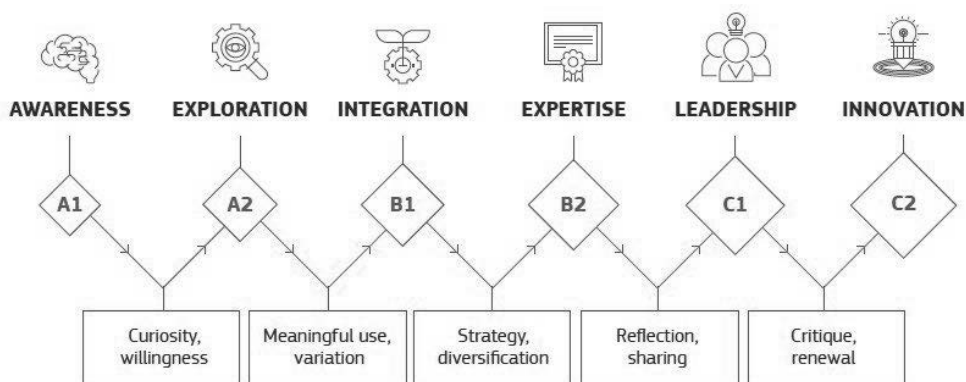 AWARENESS
EXPLORATION
INTEGRATION
EXPERTISE
LEADERSHIP
INNOVATION
A1
A2
B1
B2
C1
C2
Curiosity,
willingness
Meaningful use,
variation
Strategy,
diversification
Reflection,
sharing
Critique,
renewal